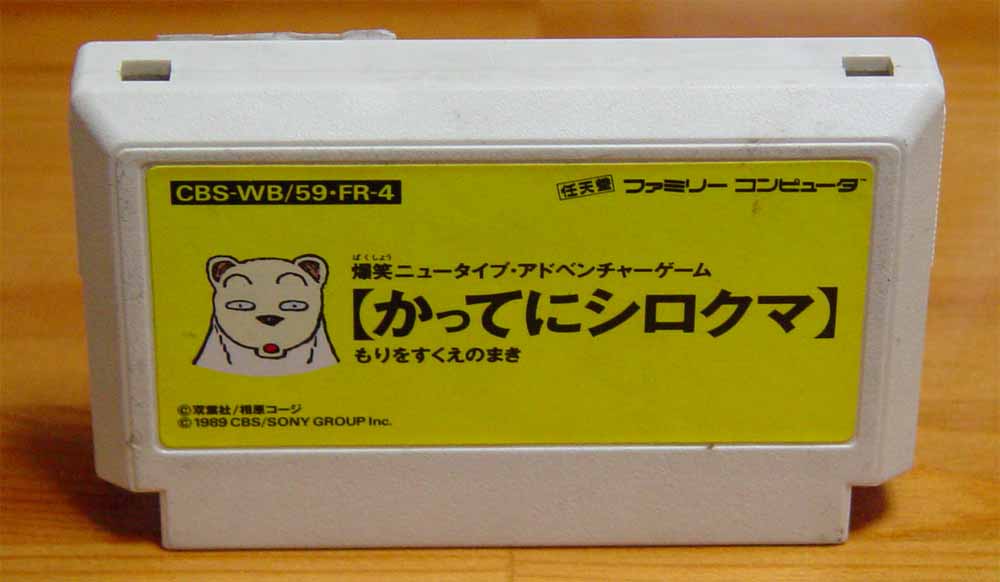 CBS-WB/59・FR-4
任天堂 ファミリー コンピュータ™
ばくしょう
爆笑ニュータイプ・アドベンチャーゲーム
【かってにシロクマ】
もりをすくえのまき
©双葉社/相原コージ
©1989 CBS/SONY GROUP Inc.